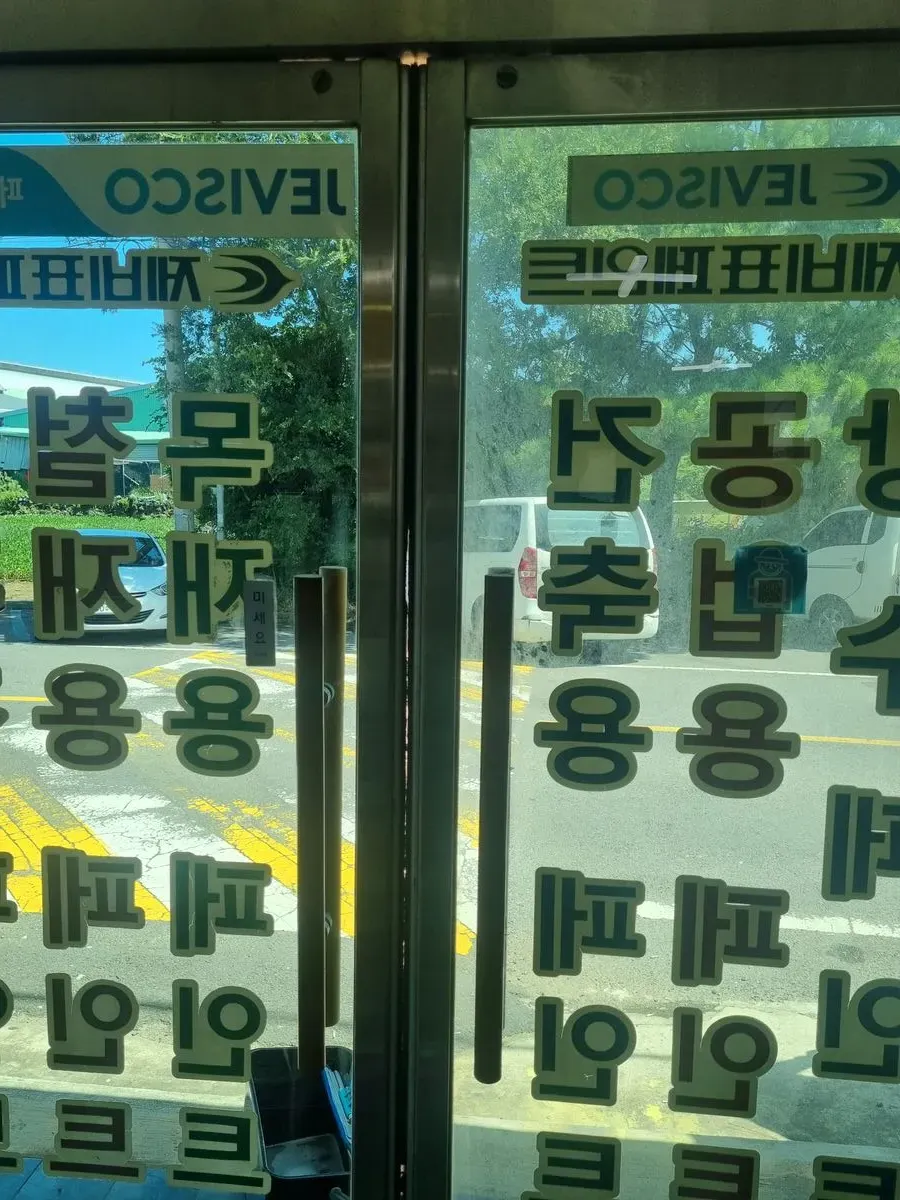 JEVISCO
제비표페
목재용 페인트
철재용 페인트
미세요
JEVISCO
제비표페인트
건축용 페인트
공업용 페인트
수 페인트